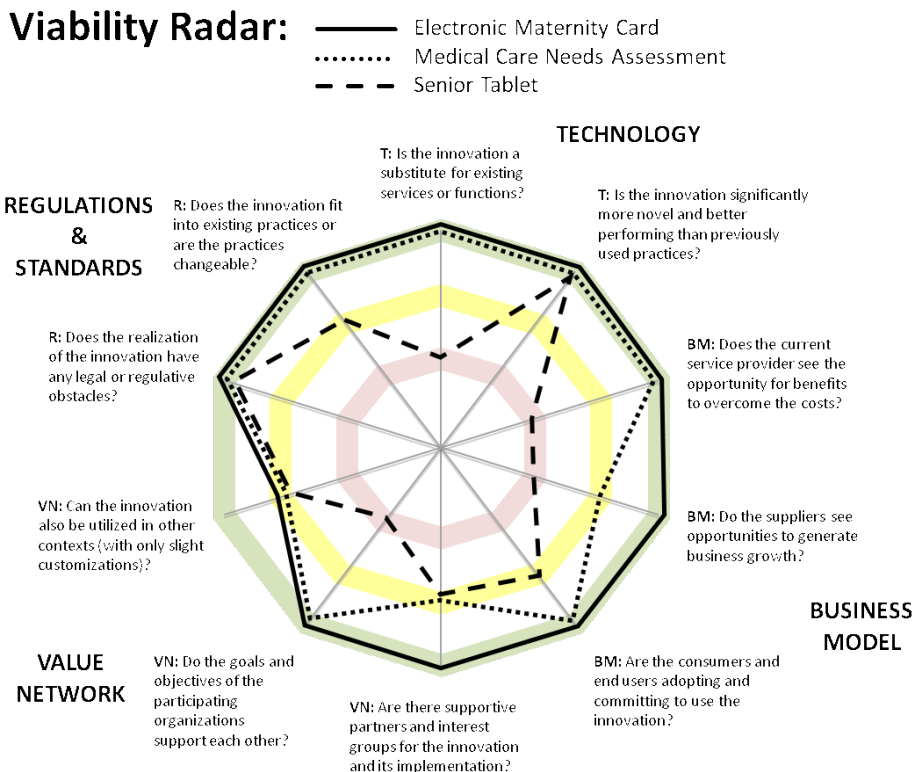 Viability Radar:
Electronic Maternity Card
Medical Care Needs Assessment
Senior Tablet
TECHNOLOGY
T: Is the innovation a
substitute for existing
services or functions?
T: Is the innovation significantly
more novel and better
performing than previously
used practices?
REGULATIONS
&
STANDARDS
R: Does the innovation fit
into existing practices or
are the practices
changeable?
R: Does the realization
of the innovation have
any legal or regulative
obstacles?
BM: Does the current
service provider see the
opportunity for benefits
to overcome the costs?
VN: Can the innovation
also be utilized in other
contexts (with only slight
customizations)?
BM: Do the suppliers see
opportunities to generate
business growth?
BUSINESS
MODEL
VALUE
NETWORK
VN: Do the goals and
objectives of the
participating
organizations
support each other?
VN: Are there supportive
partners and interest
groups for the innovation
and its implementation?
BM: Are the consumers and
end users adopting and
committing to use the
innovation?